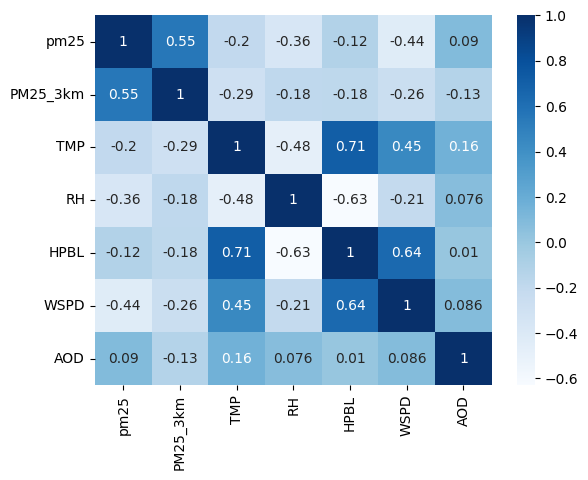 pm25 1 0.55 -0.2 -0.36 -0.12 -0.44 0.09
PM25_3km 0.55 1 -0.29 -0.18 -0.18 -0.26 -0.13
TMP -0.2 -0.29 1 -0.48 0.71 0.45 0.16
RH -0.36 -0.18 -0.48 1 -0.63 -0.21 0.076
HPBL -0.12 -0.18 0.71 -0.63 1 0.64 0.01
WSPD -0.44 -0.26 0.45 -0.21 0.64 1 0.086
AOD 0.09 -0.13 0.16 0.076 0.01 0.086 1
pm25 PM25_3km TMP RH HPBL WSPD AOD
1.0
0.8
0.6
0.4
0.2
0.0
−0.2
−0.4
−0.6